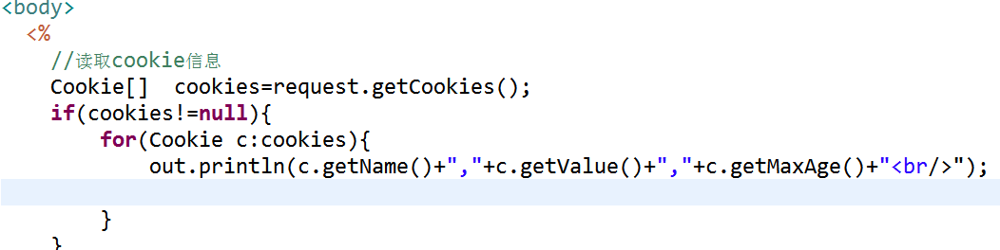 <body>
<%
//读取cookie信息
Cookie[]  cookies=request.getCookies();
if(cookies!=null){
for(Cookie c:cookies){
out.println(c.getName()+","+c.getValue()+","+c.getMaxAge()+"<br/>");
}
}